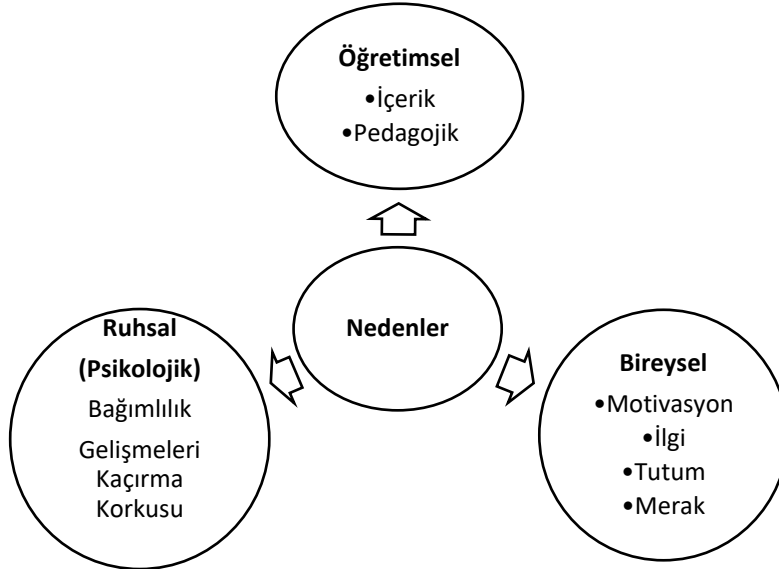 Öğretimsel
•İçerik
•Pedagojik
Nedenler
Ruhsal
(Psikolojik)
Bağımlılık
Gelişmeleri
Kaçırma
Korkusu
Bireysel
•Motivasyon
•İlgi
•Tutum
•Merak